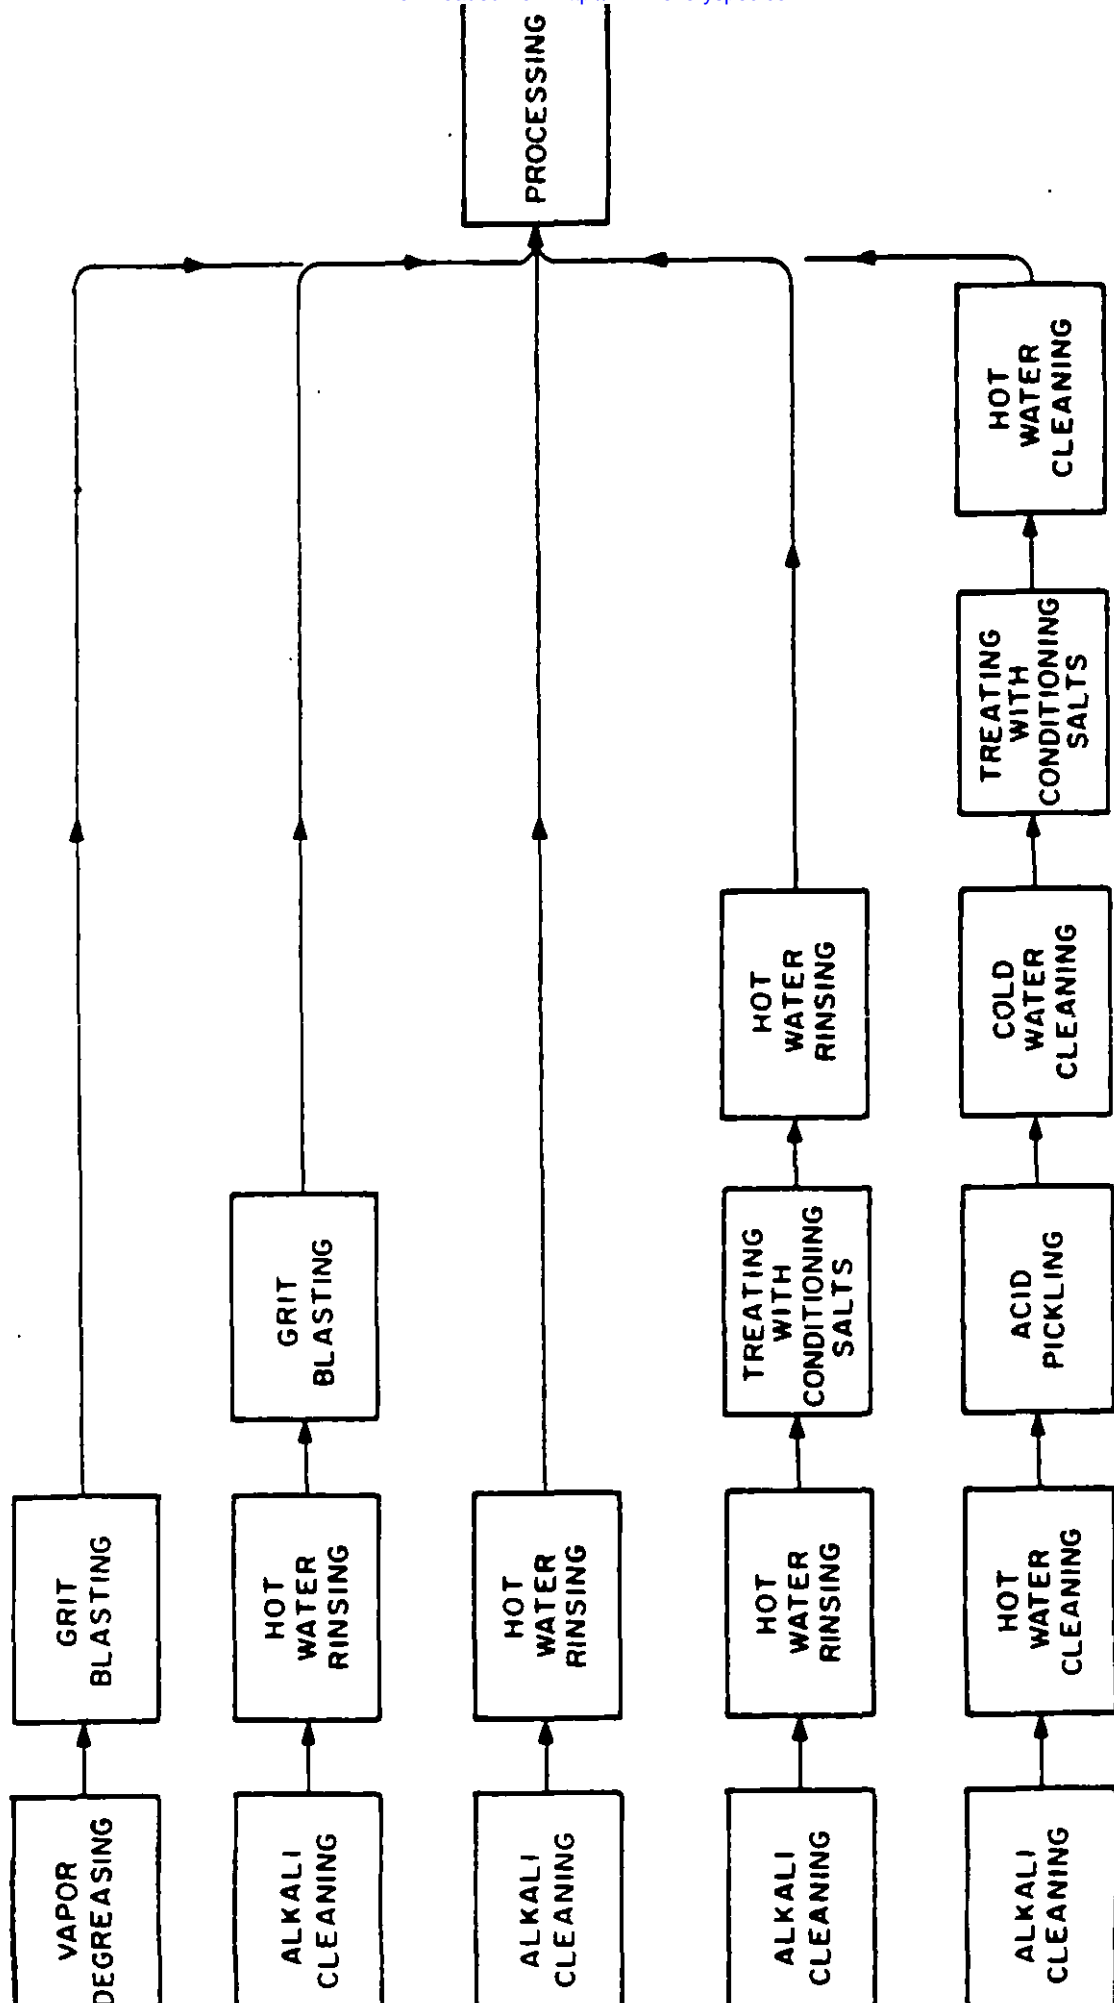 VAPOR
DEGREASING
GRIT
BLASTING
ALKALI
CLEANING
HOT
WATER
RINSING
GRIT
BLASTING
ALKALI
CLEANING
HOT
WATER
RINSING
PROCESSING
ALKALI
CLEANING
HOT
WATER
RINSING
TREATING
WITH
CONDITIONING
SALTS
HOT
WATER
RINSING
ALKALI
CLEANING
HOT
WATER
CLEANING
ACID
PICKLING
COLD
WATER
CLEANING
TREATING
WITH
CONDITIONING
SALTS
HOT
WATER
CLEANING